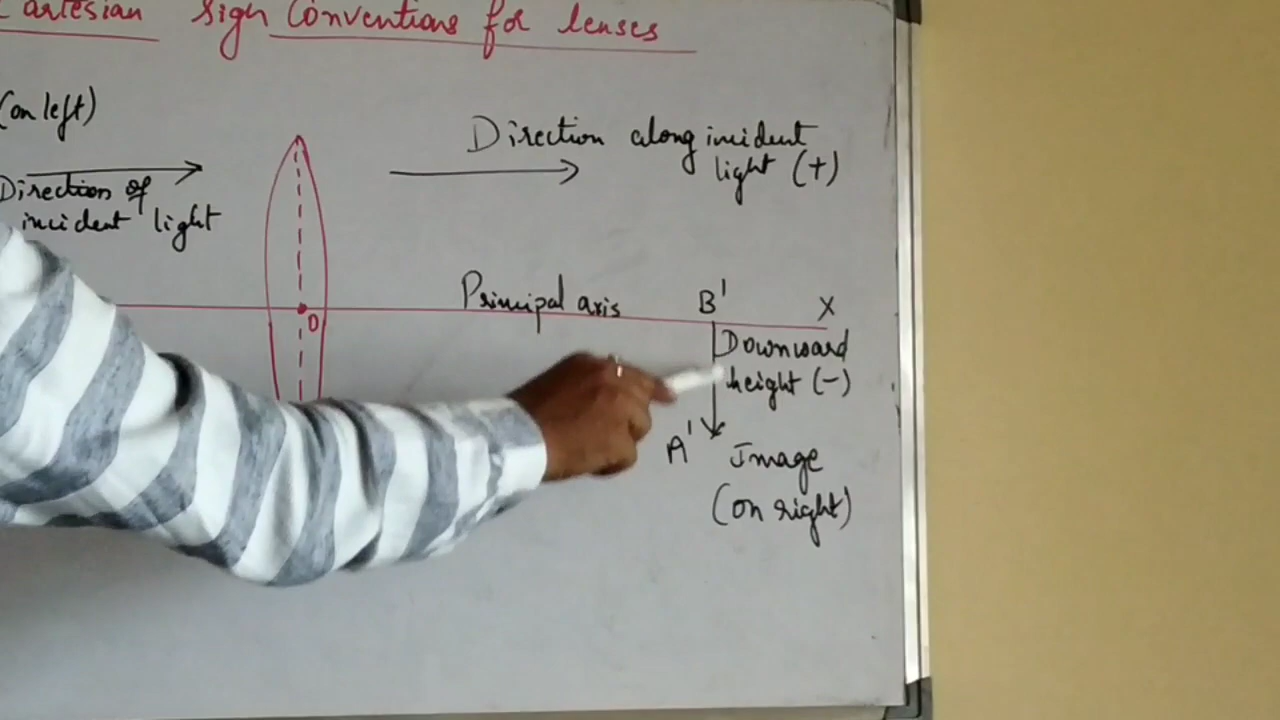 Cartesian Sign Conventions for lenses
(on left)
Direction along incident
light (+)
Direction of
incident light
Principal axis
B'
X
O
Downward
height (-)
A'
Image
(on right)